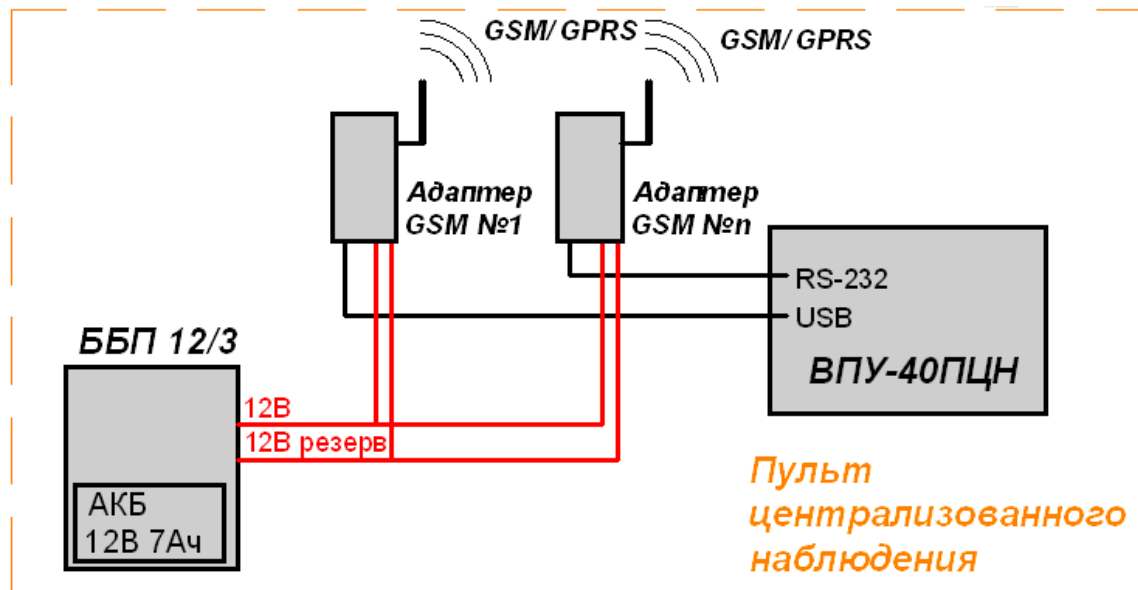 GSM/ GPRS
GSM/ GPRS
Адаптер
GSM №1
Адаптер
GSM №n
RS-232
USB
ВПУ-40ПЦН
ББП 12/3
12В
12В резерв
АКБ
12В 7Ач
Пульт
централизованного
наблюдения